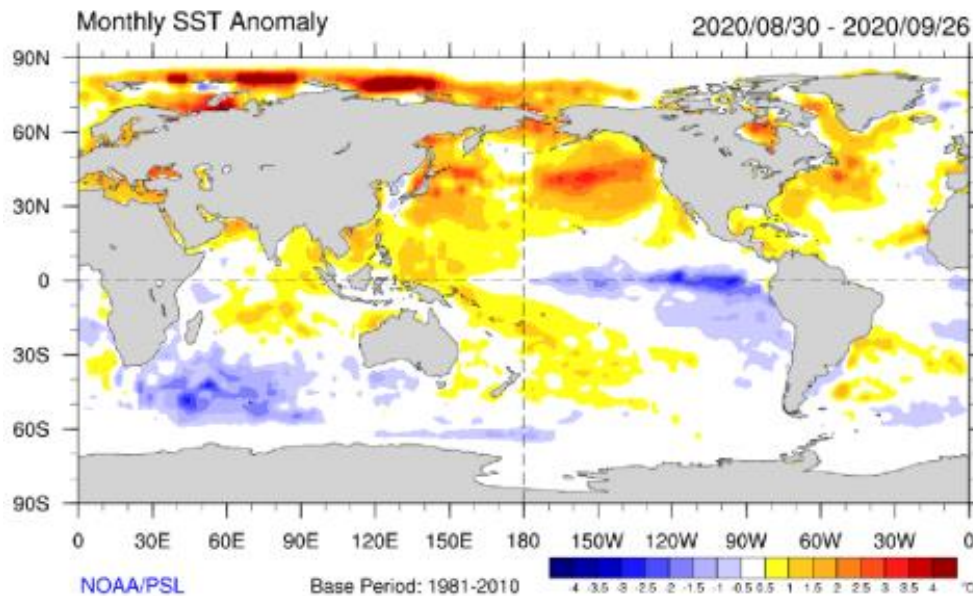 Monthly SST Anomaly 2020/08/30 - 2020/09/26
90N
60N
30N
0
30S
60S
90S
0 30E 60E 90E 120E 150E 180 150W 120W 90W 60W 30W 0
NOAA/PSL Base Period: 1981-2010
-4 -3.5 -3 -2.5 -2 -1.5 -1 -0.5 0.5 1 1.5 2 2.5 3 3.5 4 °C